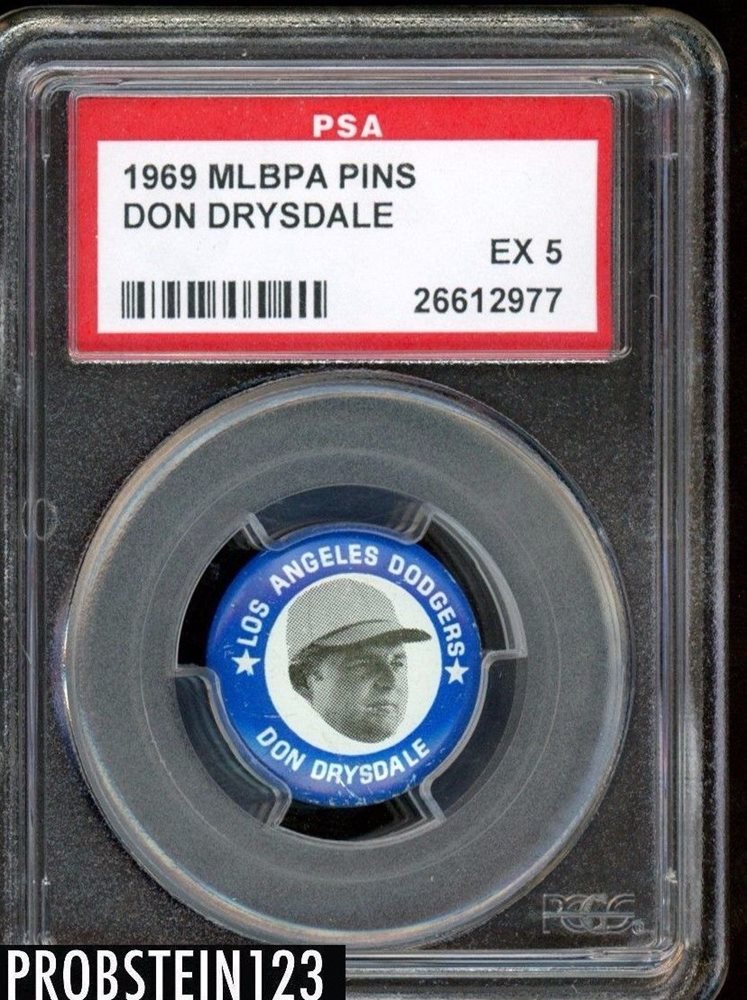 PSA
1969 MLBPA PINS
DON DRYSDALE
EX 5
26612977
★LOS ANGELES DODGERS★
DON DRYSDALE
PCGS
PROBSTEIN123